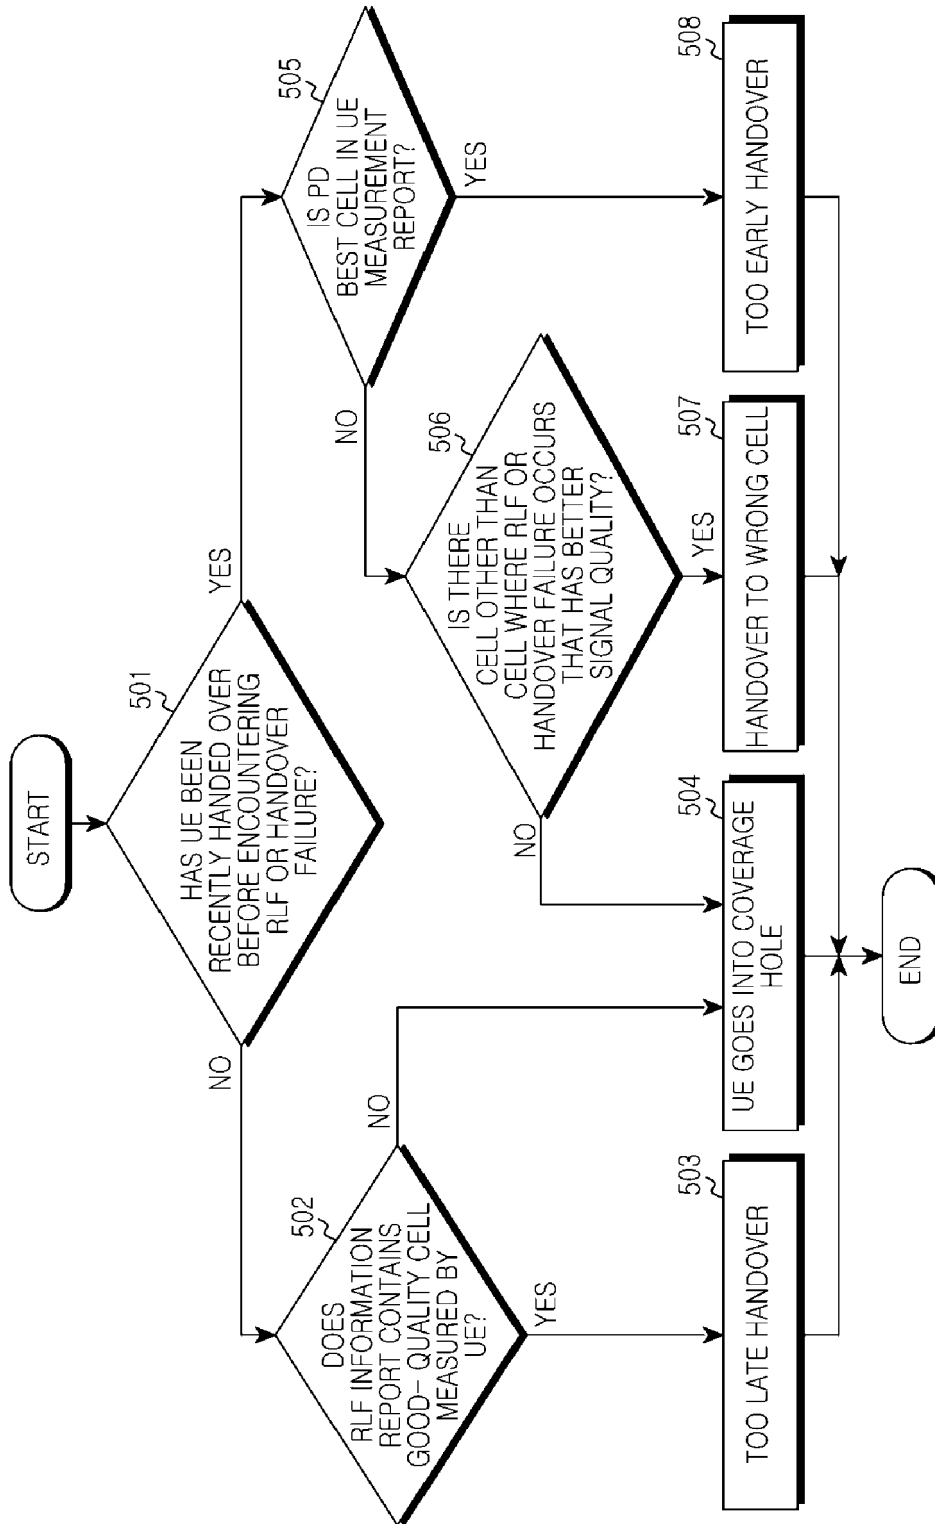 START
501
HAS UE BEEN
RECENTLY HANDED OVER
BEFORE ENCOUNTERING
RLF OR HANDOVER
FAILURE?
NO
YES
502
DOES
RLF INFORMATION
REPORT CONTAINS
GOOD- QUALITY CELL
MEASURED BY
UE?
NO
YES
505
IS PD
BEST CELL IN UE
MEASUREMENT
REPORT?
NO
YES
506
IS THERE
CELL OTHER THAN
CELL WHERE RLF OR
HANDOVER FAILURE OCCURS
THAT HAS BETTER
SIGNAL QUALITY?
NO
YES
503
TOO LATE HANDOVER
504
UE GOES INTO COVERAGE
HOLE
507
HANDOVER TO WRONG CELL
508
TOO EARLY HANDOVER
END